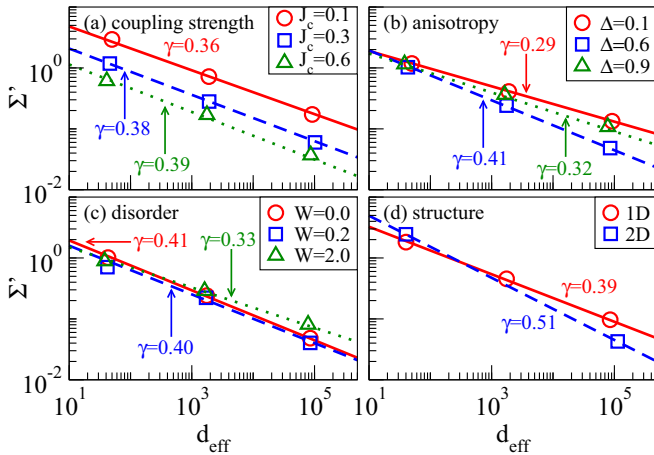 (a) coupling strength
J_c=0.1
J_c=0.3
J_c=0.6
γ=0.36
γ=0.38
γ=0.39
(b) anisotropy
Δ=0.1
Δ=0.6
Δ=0.9
γ=0.29
γ=0.41
γ=0.32
Σ'
10^0
10^-2
(c) disorder
W=0.0
W=0.2
W=2.0
γ=0.41
γ=0.33
γ=0.40
(d) structure
1D
2D
γ=0.39
γ=0.51
Σ'
10^0
10^-2
10^1 10^3 10^5 10^1 10^3 10^5
d_eff d_eff